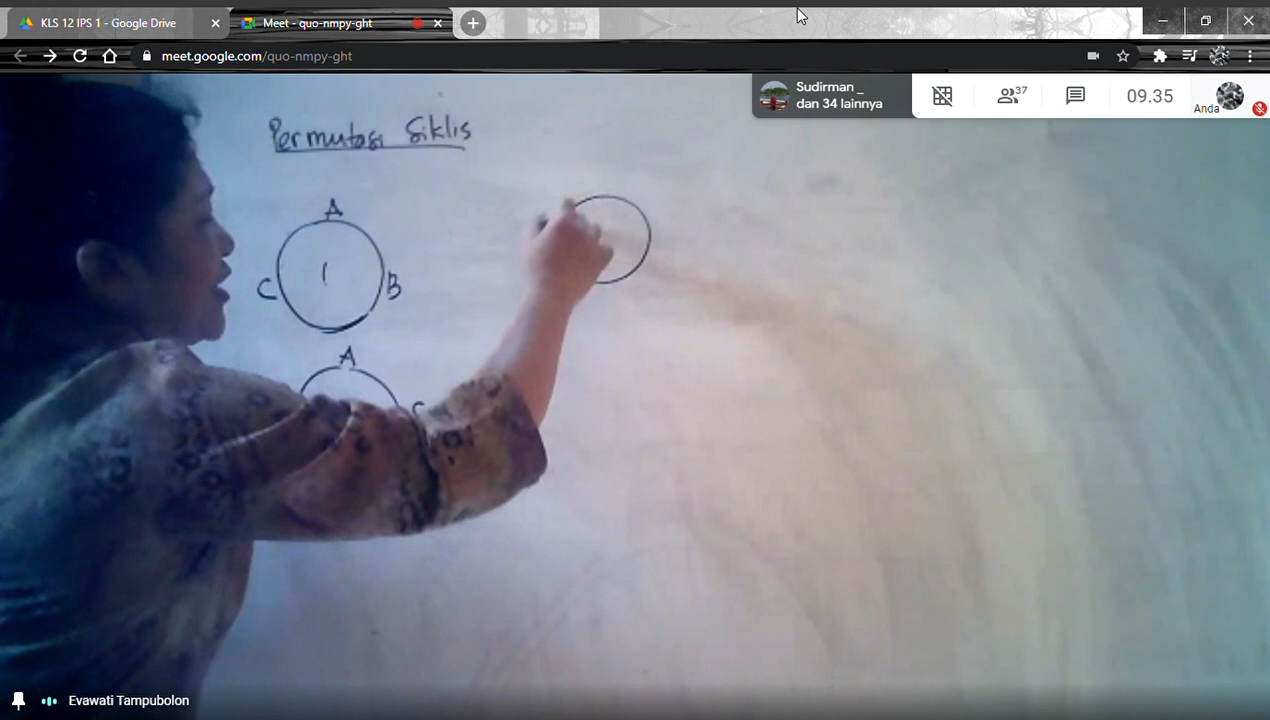 KLS 12 IPS 1 - Google Drive
Meet - quo-nmpy-ght
meet.google.com/quo-nmpy-ght
Sudirman _
dan 34 lainnya
37
09.35
Anda
Permutasi Siklis
A
1
C
B
A
C
Evawati Tampubolon